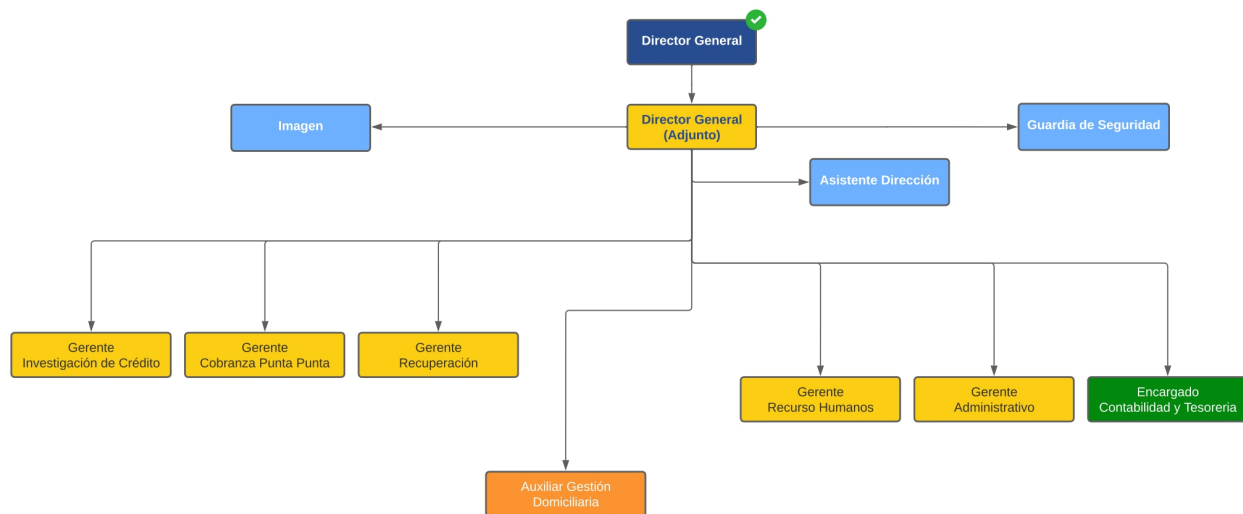 Director General
Imagen
Director General
(Adjunto)
Guardia de Seguridad
Asistente Dirección
Gerente
Investigación de Crédito
Gerente
Cobranza Punta Punta
Gerente
Recuperación
Gerente
Recurso Humanos
Gerente
Administrativo
Encargado
Contabilidad y Tesoreria
Auxiliar Gestión
Domiciliaria